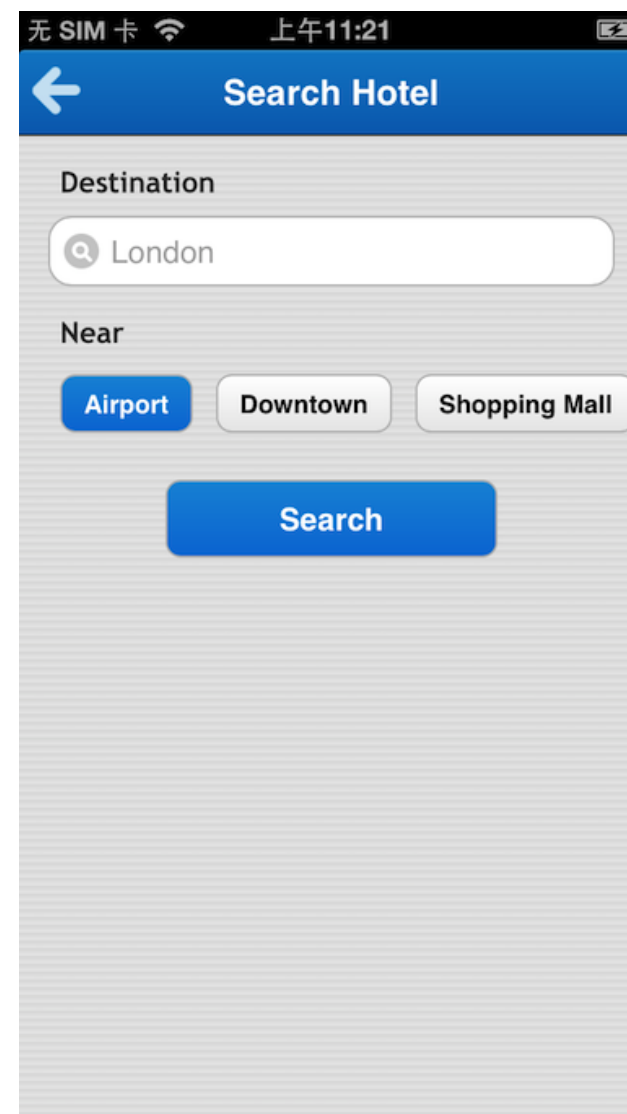 无 SIM 卡 上午11:21
Search Hotel
Destination
London
Near
Airport Downtown Shopping Mall
Search